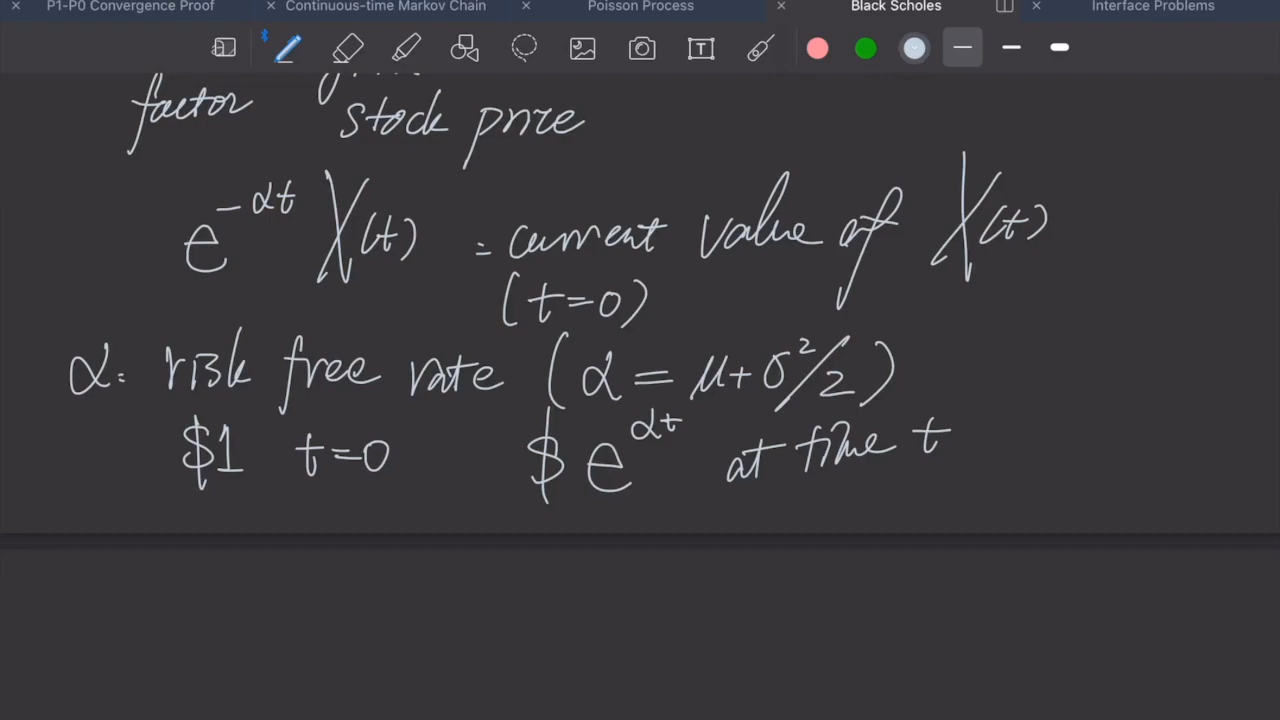 P1-P0 Convergence Proof Continuous-time Markov Chain Poisson Process Black Scholes Interface Problems
T
factor
stock price
e^{-αt} X(t) = current value of X(t)
(t=0)
α: risk free rate (α = μ+σ²/2)
$1 t=0 $e^{αt} at time t